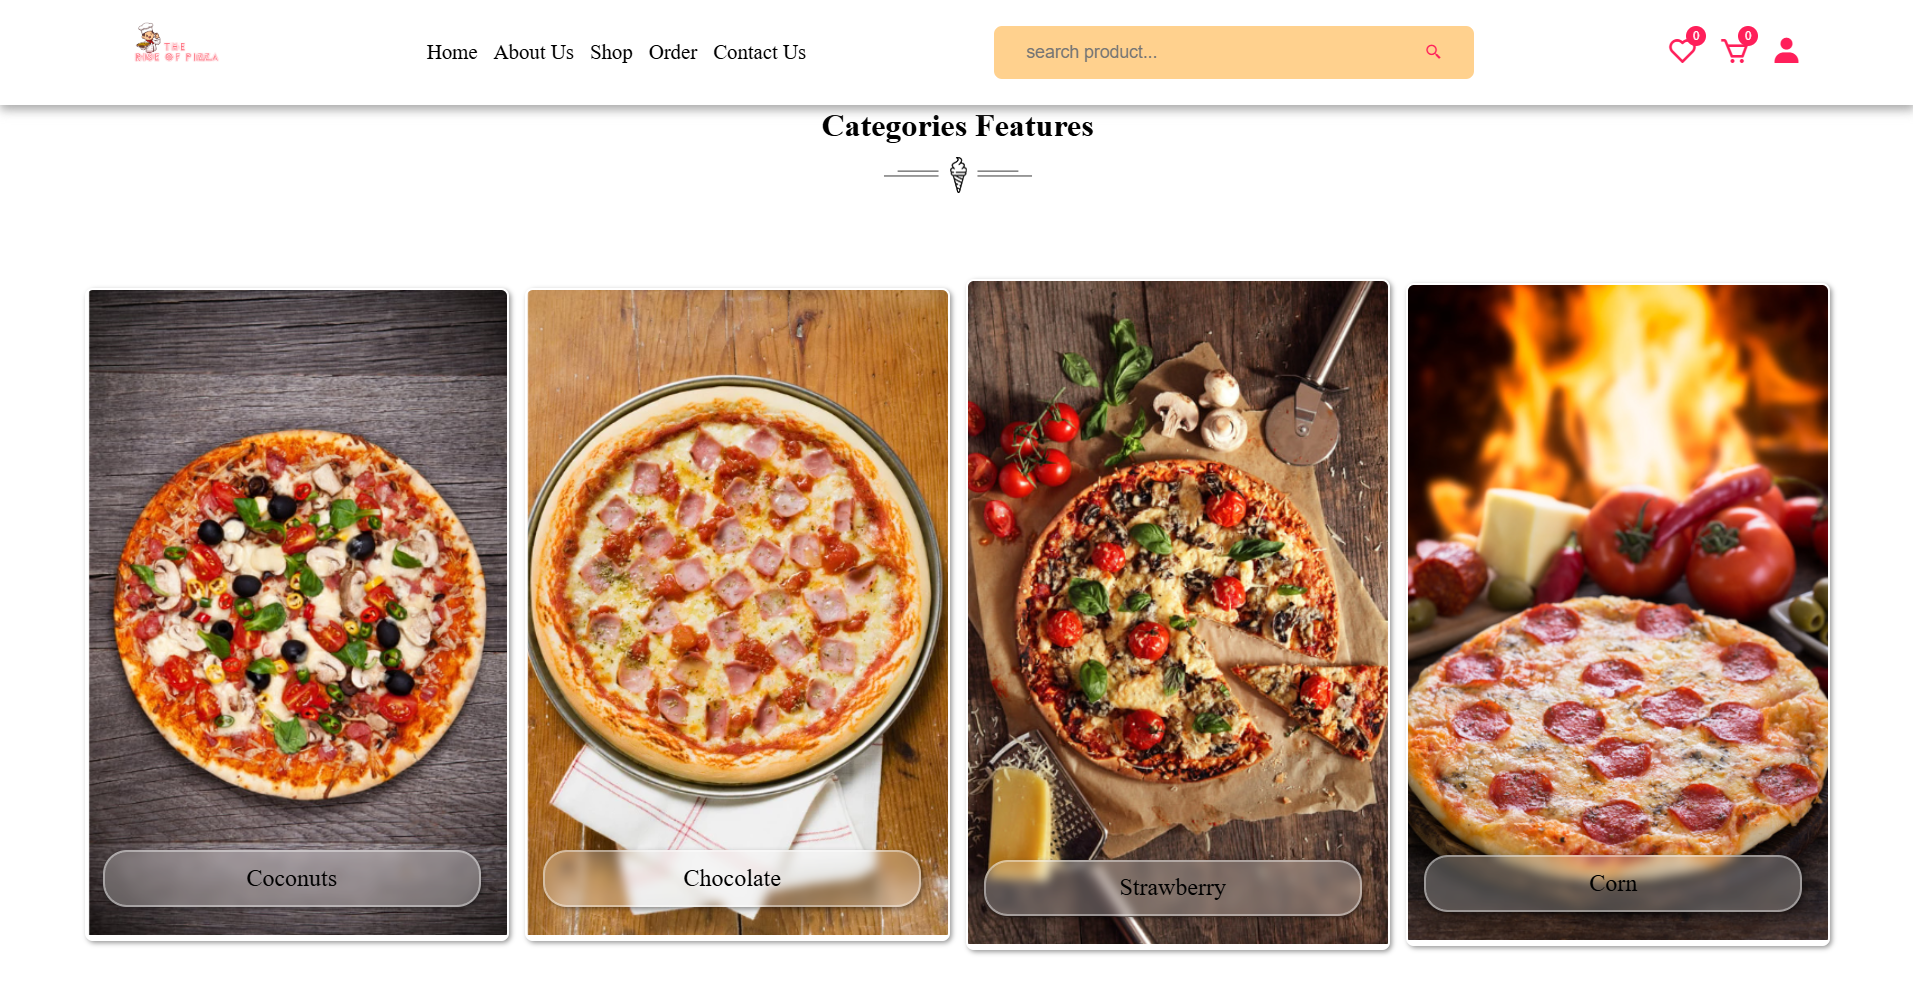 THE
RISE OF PIZZA
Home About Us Shop Order Contact Us
search product...
0
0
Categories Features
Coconuts
Chocolate
Strawberry
Corn